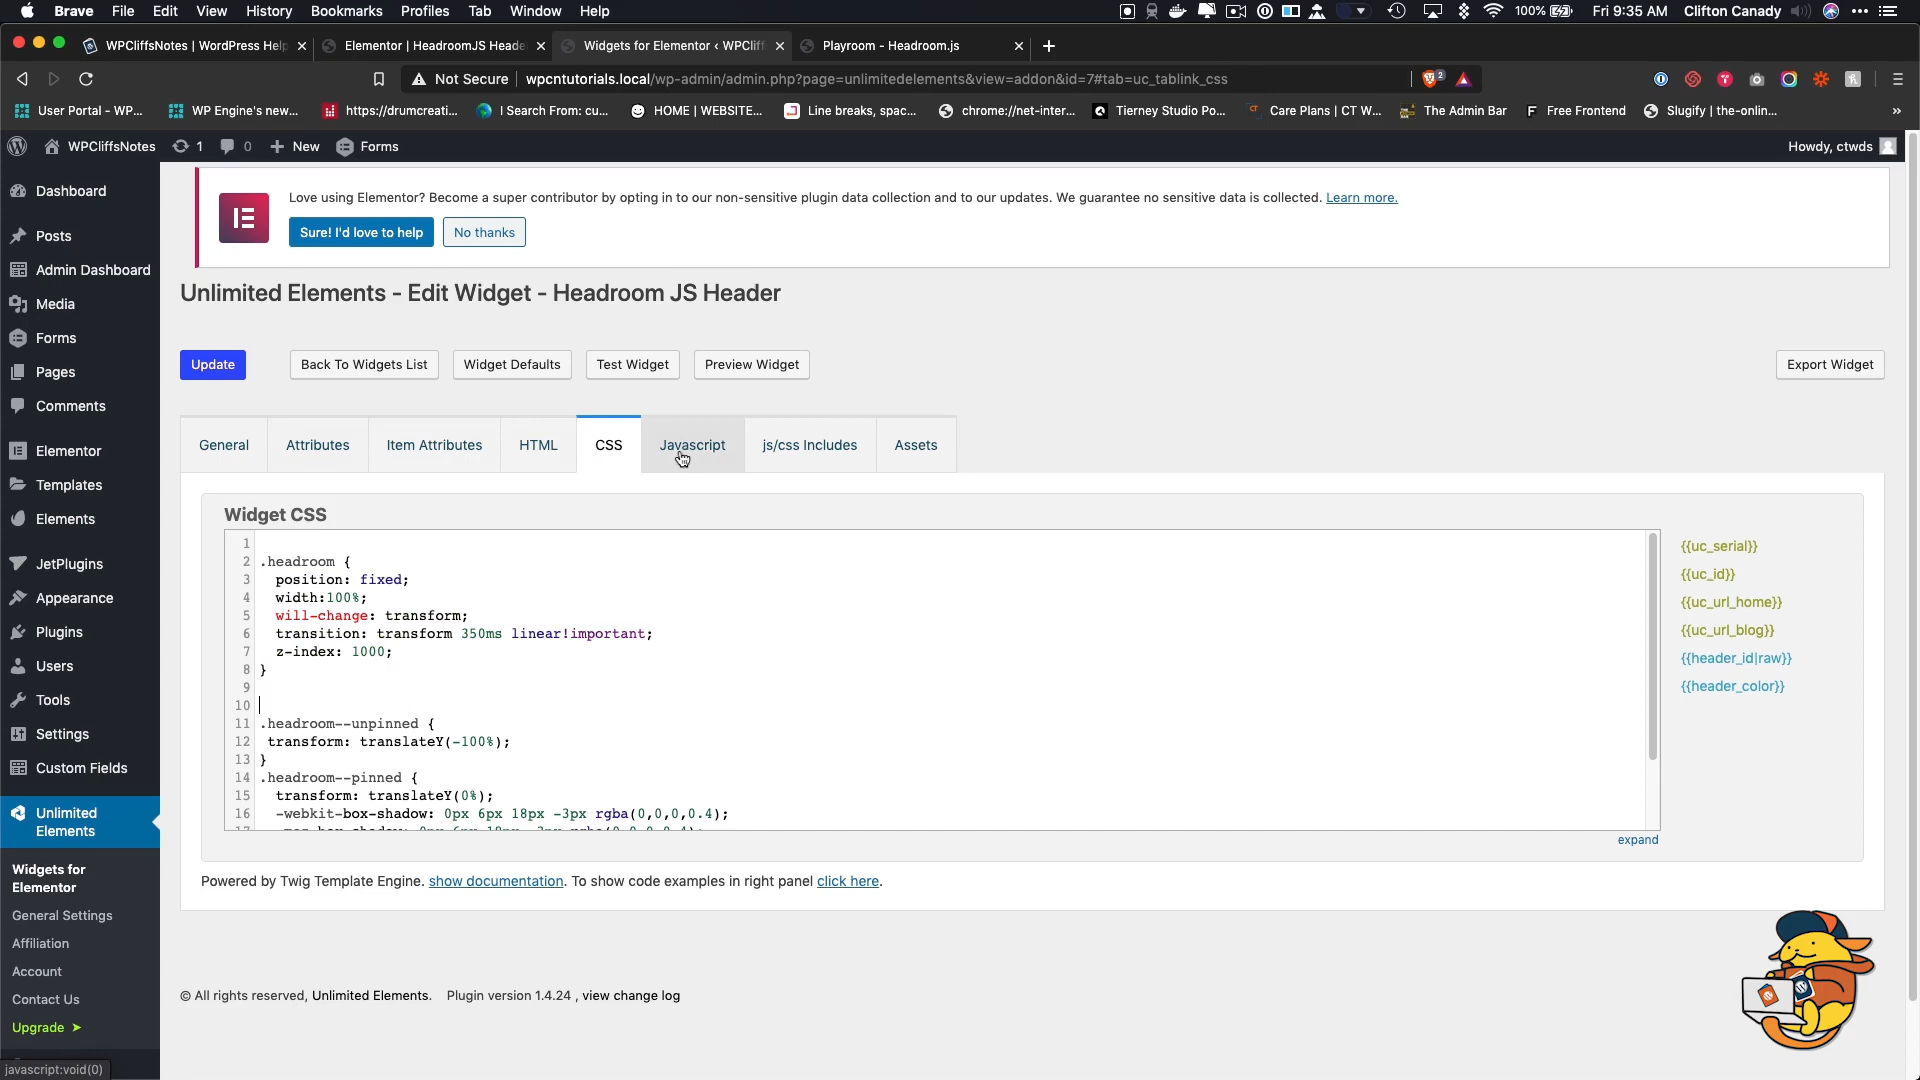 Brave File Edit View History Bookmarks Profiles Tab Window Help 100% Fri 9:35 AM Clifton Canady
WPCliffsNotes | WordPress Help Elementor | HeadroomJS Heade Widgets for Elementor ‹ WPCliff Playroom - Headroom.js
Not Secure wpcntutorials.local/wp-admin/admin.php?page=unlimitedelements&view=addon&id=7#tab=uc_tablink_css 2
User Portal - WP... WP Engine's new... https://drumcreati... I Search From: cu... HOME | WEBSITE... Line breaks, spac... chrome://net-inter... Tierney Studio Po... Care Plans | CT W... The Admin Bar Free Frontend Slugify | the-onlin... »
WPCliffsNotes 1 0 New Forms Howdy, ctwds
Dashboard
Posts
Admin Dashboard
Media
Forms
Pages
Comments
Elementor
Templates
Elements
JetPlugins
Appearance
Plugins
Users
Tools
Settings
Custom Fields
Unlimited
Elements
Widgets for
Elementor
General Settings
Affiliation
Account
Contact Us
Upgrade ➤
javascript:void(0)
Love using Elementor? Become a super contributor by opting in to our non-sensitive plugin data collection and to our updates. We guarantee no sensitive data is collected. Learn more.
Sure! I'd love to help No thanks
Unlimited Elements - Edit Widget - Headroom JS Header
Update Back To Widgets List Widget Defaults Test Widget Preview Widget Export Widget
General Attributes Item Attributes HTML CSS Javascript js/css Includes Assets
Widget CSS
1
2 .headroom {
3 position: fixed;
4 width:100%;
5 will-change: transform;
6 transition: transform 350ms linear!important;
7 z-index: 1000;
8 }
9
10
11 .headroom--unpinned {
12 transform: translateY(-100%);
13 }
14 .headroom--pinned {
15 transform: translateY(0%);
16 -webkit-box-shadow: 0px 6px 18px -3px rgba(0,0,0,0.4);
{{uc_serial}}
{{uc_id}}
{{uc_url_home}}
{{uc_url_blog}}
{{header_id|raw}}
{{header_color}}
expand
Powered by Twig Template Engine. show documentation. To show code examples in right panel click here.
© All rights reserved, Unlimited Elements. Plugin version 1.4.24 , view change log